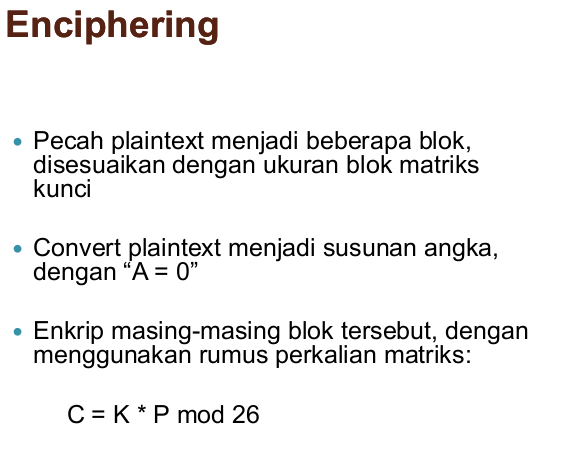 Enciphering
• Pecah plaintext menjadi beberapa blok,
disesuaikan dengan ukuran blok matriks
kunci
• Convert plaintext menjadi susunan angka,
dengan “A = 0”
• Enkrip masing-masing blok tersebut, dengan
menggunakan rumus perkalian matriks:
C = K * P mod 26